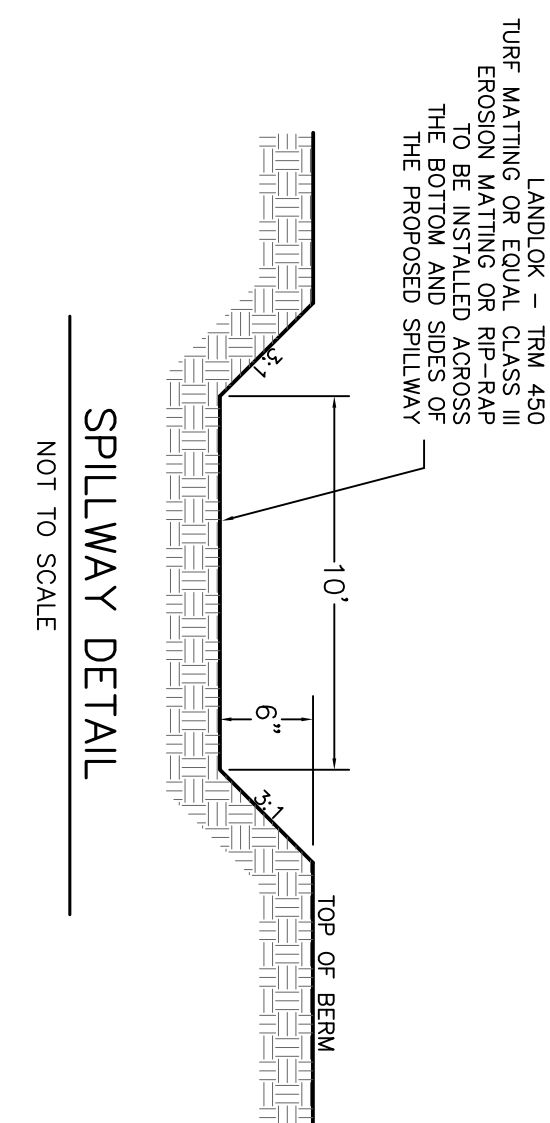 LANDLOK – TRM 450
TURF MATTING OR EQUAL CLASS III
EROSION MATTING OR RIP–RAP
TO BE INSTALLED ACROSS
THE BOTTOM AND SIDES OF
THE PROPOSED SPILLWAY
10'
TOP OF BERM
6"
3:1
3:1
SPILLWAY DETAIL
NOT TO SCALE